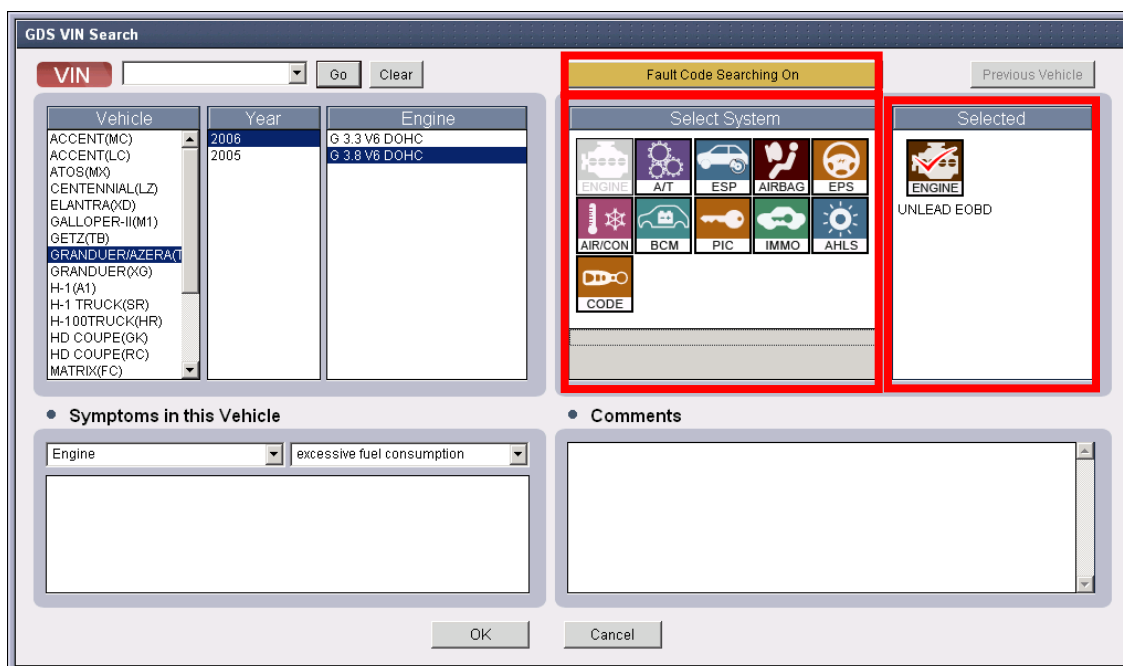 GDS VIN Search
VIN
Go
Clear
Fault Code Searching On
Previous Vehicle
Vehicle
Year
Engine
ACCENT(MC)
ACCENT(LC)
ATOS(MX)
CENTENNIAL(LZ)
ELANTRA(XD)
GALLOPER-II(M1)
GETZ(TB)
GRANDUER/AZERA(T
GRANDUER(XG)
H-1(A1)
H-1 TRUCK(SR)
H-100TRUCK(HR)
HD COUPE(GK)
HD COUPE(RC)
MATRIX(FC)
2006
2005
G 3.3 V6 DOHC
G 3.8 V6 DOHC
Select System
ENGINE A/T ESP AIRBAG EPS
AIR/CON BCM PIC IMMO AHLS
CODE
Selected
ENGINE
UNLEAD EOBD
Symptoms in this Vehicle
Engine
excessive fuel consumption
Comments
OK
Cancel